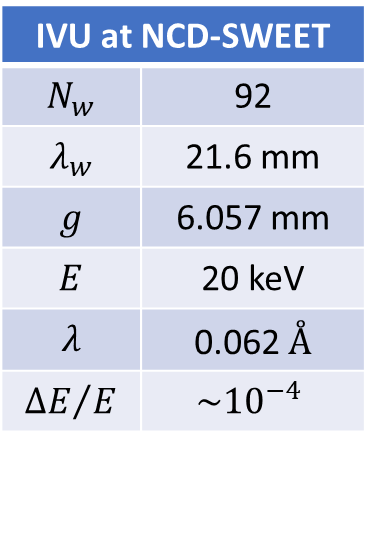 IVU at NCD-SWEET
N_w 92
λ_w 21.6 mm
g 6.057 mm
E 20 keV
λ 0.062 Å
ΔE/E ~10⁻⁴